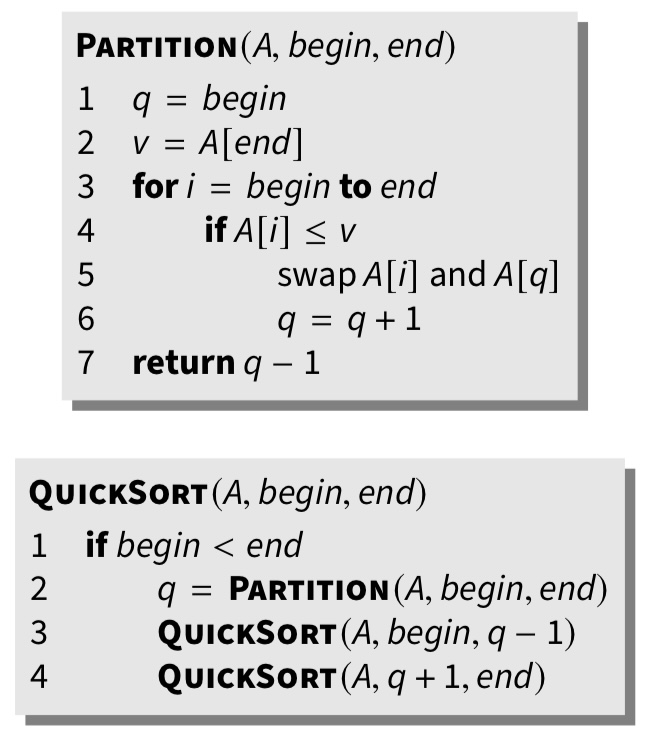 PARTITION(A, begin, end)
1 q = begin
2 v = A[end]
3 for i = begin to end
4 if A[i] ≤ v
5 swap A[i] and A[q]
6 q = q + 1
7 return q − 1
QUICKSORT(A, begin, end)
1 if begin < end
2 q = PARTITION(A, begin, end)
3 QUICKSORT(A, begin, q − 1)
4 QUICKSORT(A, q + 1, end)